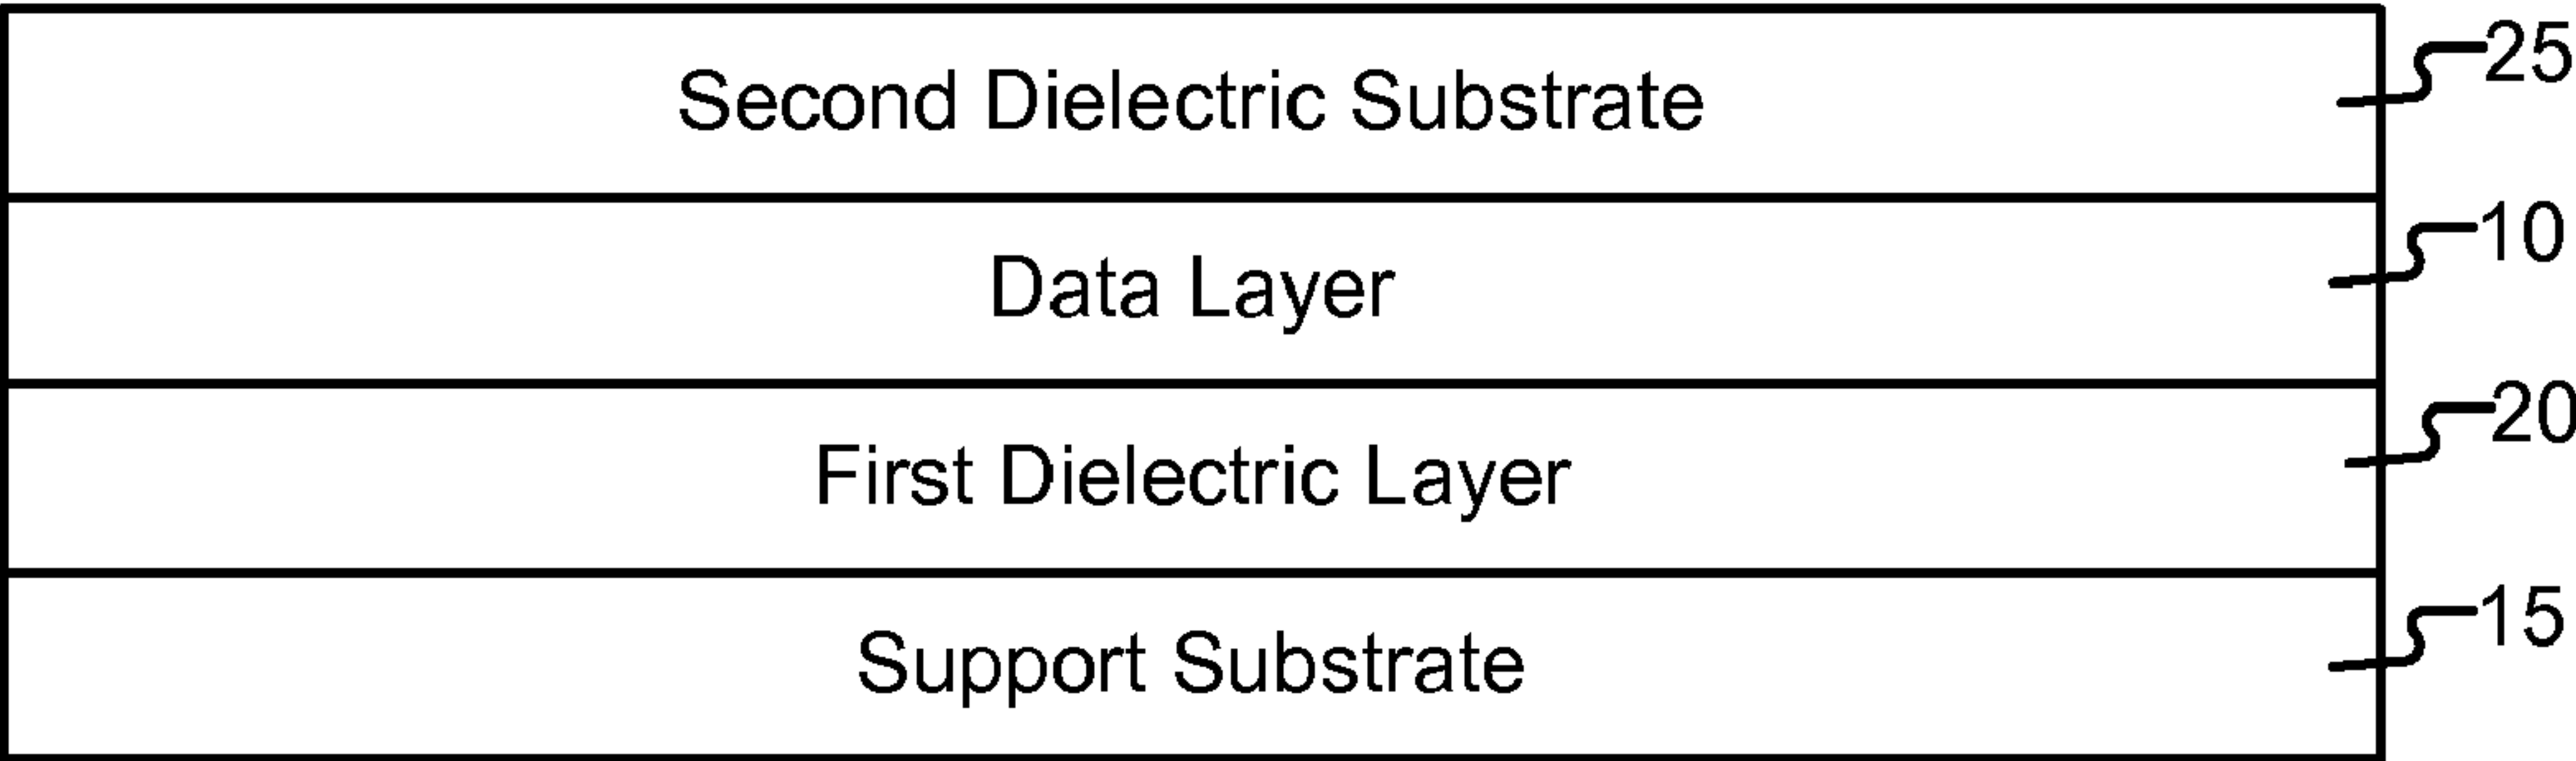 Second Dielectric Substrate 25
Data Layer 10
First Dielectric Layer 20
Support Substrate 15